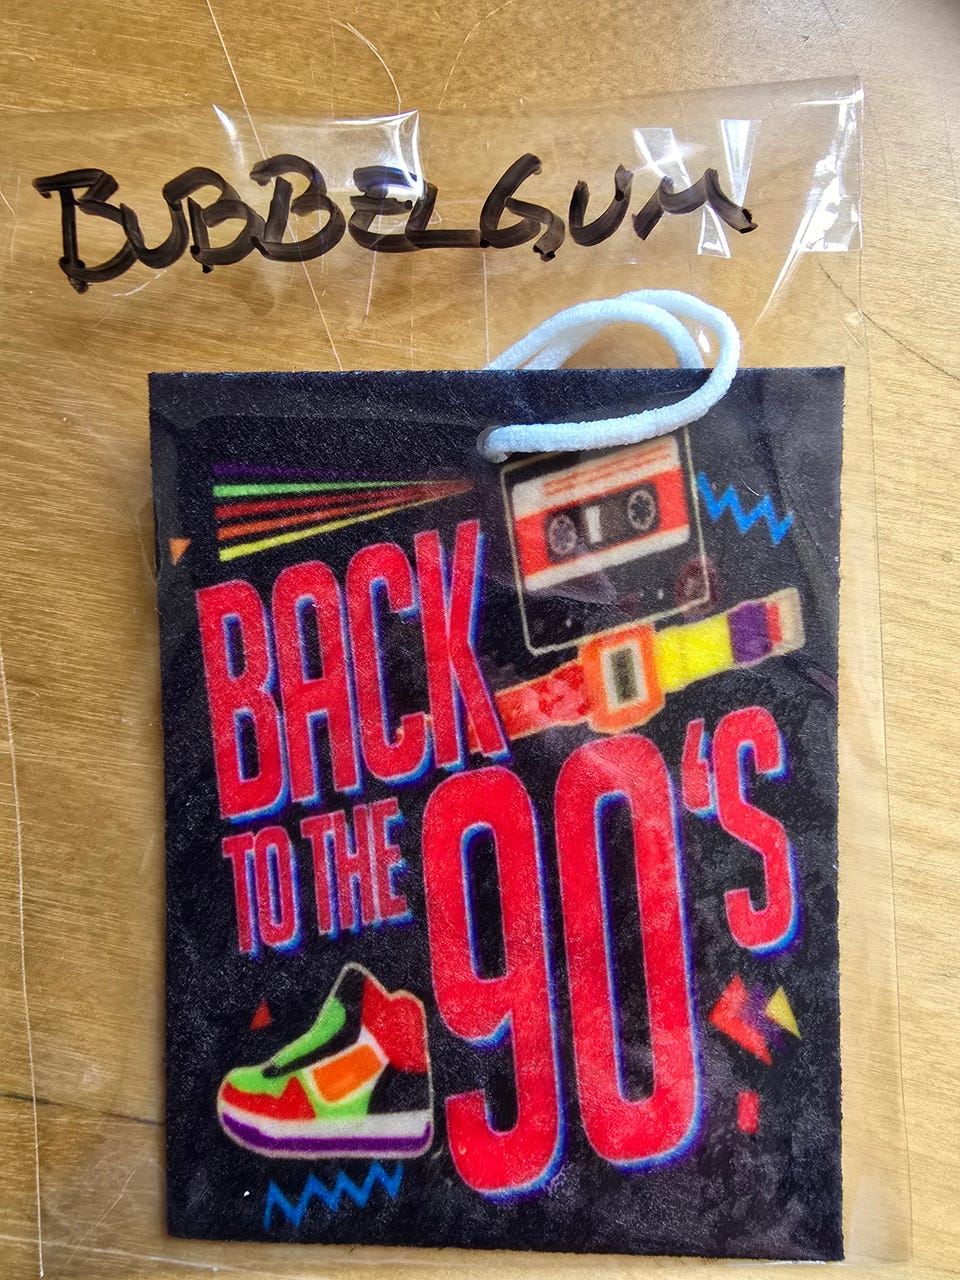 BUBBELGUM
BACK
TO THE
90'S